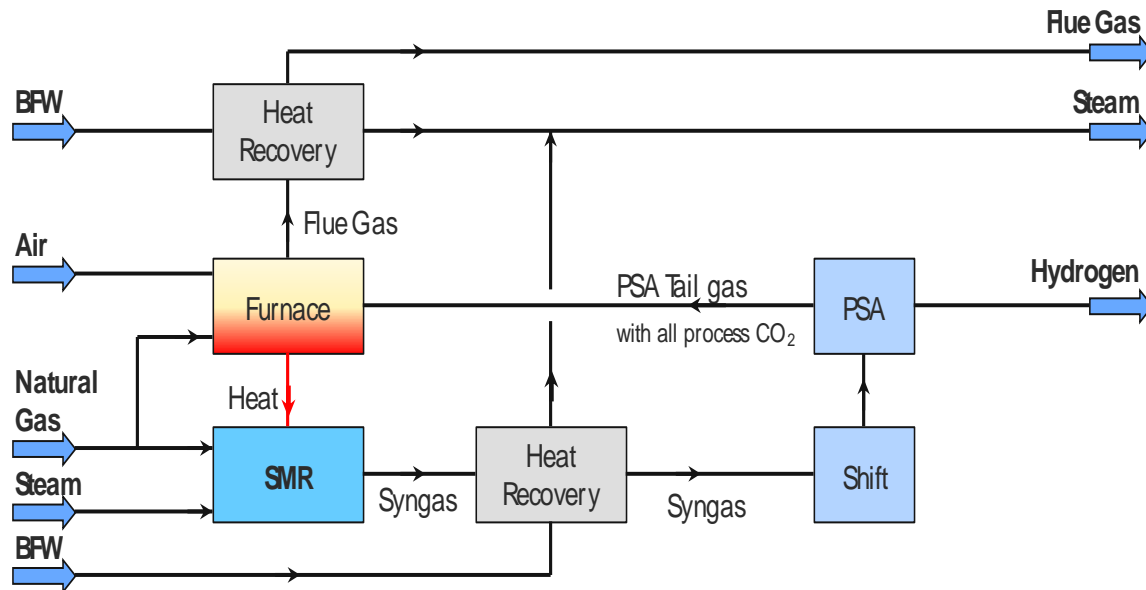 Flue Gas
BFW
Heat
Recovery
Steam
Flue Gas
Air
Furnace
PSA Tail gas
with all process CO₂
PSA
Hydrogen
Natural
Gas
Heat
Steam
SMR
Syngas
Heat
Recovery
Syngas
Shift
BFW